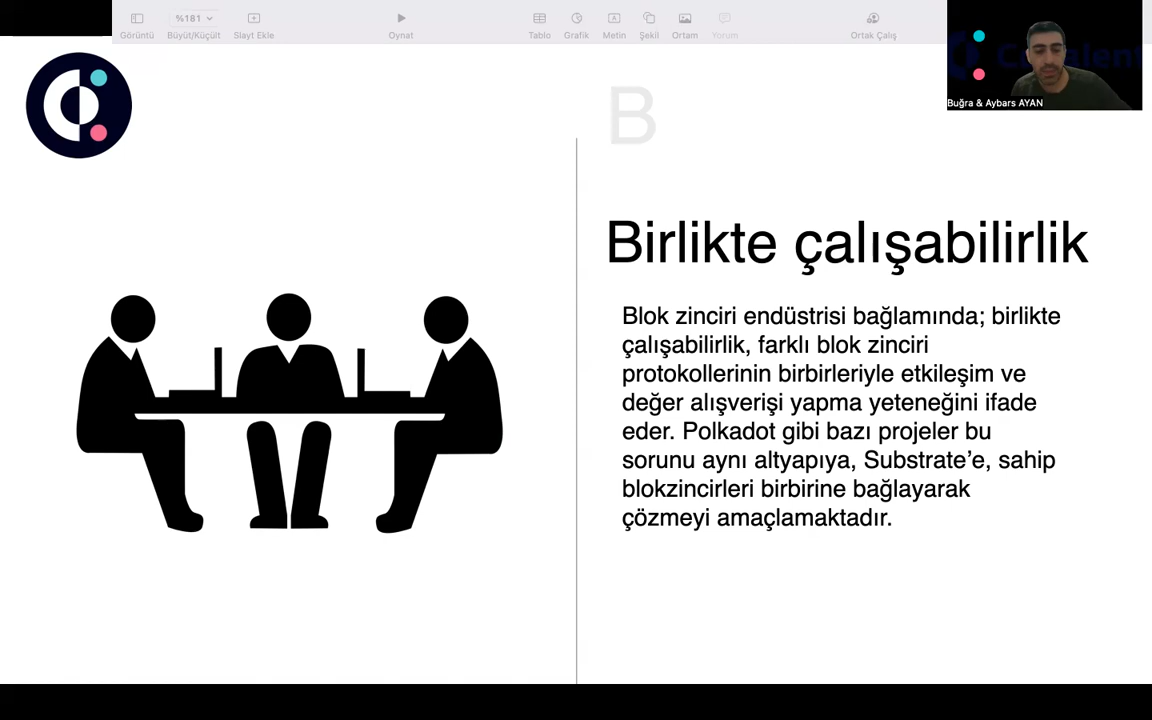 %181
Görüntü
Büyüt/Küçült
Slayt Ekle
Oynat
Tablo
Grafik
Metin
Şekil
Ortam
Yorum
Ortak Çalış
Buğra & Aybars AYAN
B
Birlikte çalışabilirlik
Blok zinciri endüstrisi bağlamında; birlikte
çalışabilirlik, farklı blok zinciri
protokollerinin birbirleriyle etkileşim ve
değer alışverişi yapma yeteneğini ifade
eder. Polkadot gibi bazı projeler bu
sorunu aynı altyapıya, Substrate’e, sahip
blokzincirleri birbirine bağlayarak
çözmeyi amaçlamaktadır.